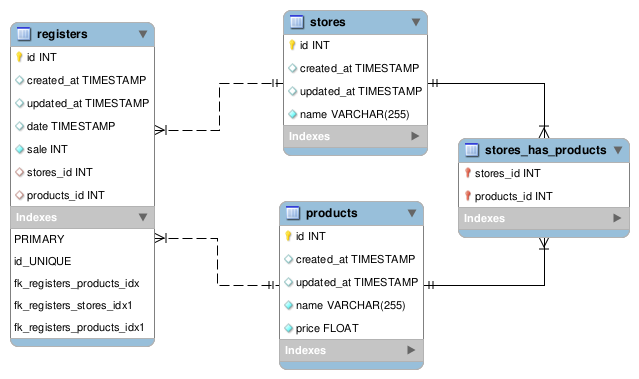 registers
id INT
created_at TIMESTAMP
updated_at TIMESTAMP
date TIMESTAMP
sale INT
stores_id INT
products_id INT
Indexes
PRIMARY
id_UNIQUE
fk_registers_products_idx
fk_registers_stores_idx1
fk_registers_products_idx1
stores
id INT
created_at TIMESTAMP
updated_at TIMESTAMP
name VARCHAR(255)
Indexes
products
id INT
created_at TIMESTAMP
updated_at TIMESTAMP
name VARCHAR(255)
price FLOAT
Indexes
stores_has_products
stores_id INT
products_id INT
Indexes